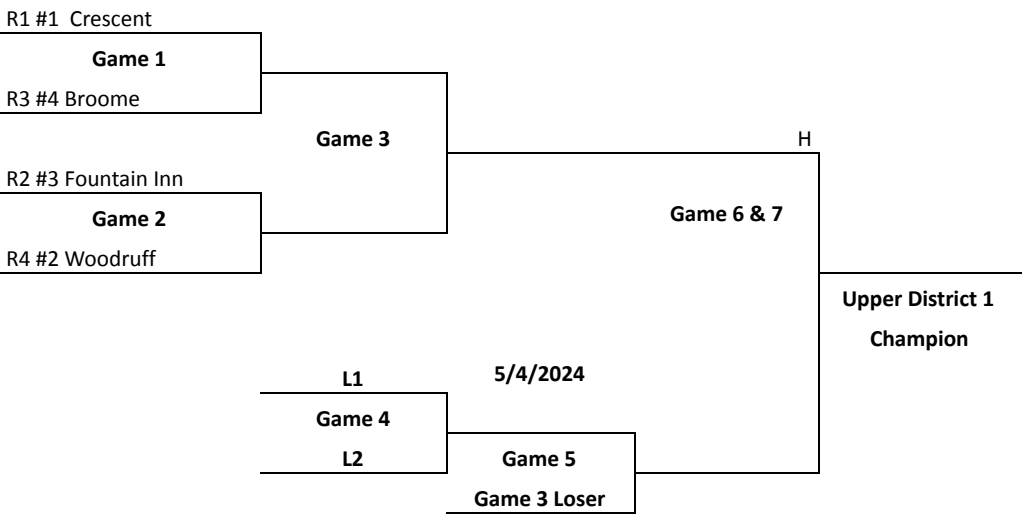 R1 #1  Crescent
Game 1
R3 #4 Broome
Game 3
H
R2 #3 Fountain Inn
Game 2
Game 6 & 7
R4 #2 Woodruff
Upper District 1
Champion
L1
5/4/2024
Game 4
L2
Game 5
Game 3 Loser